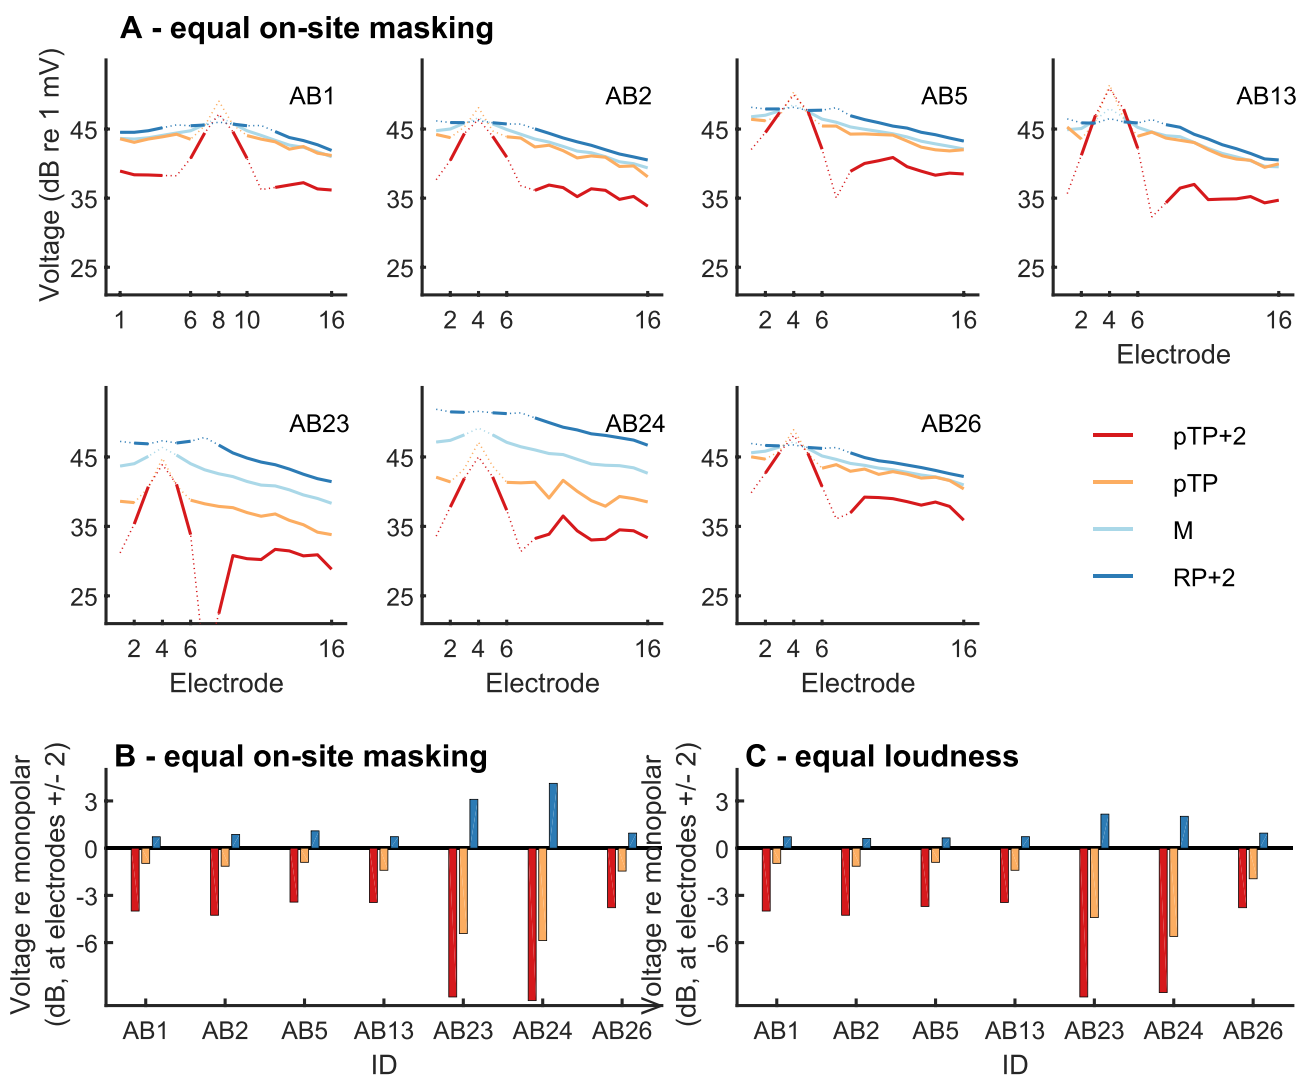 A - equal on-site masking
Voltage (dB re 1 mV)
AB1
45
35
25
1 6 8 10 16
AB2
45
35
25
2 4 6 16
AB5
45
35
25
2 4 6 16
AB13
45
35
25
2 4 6 16
Electrode
AB23
45
35
25
2 4 6 16
Electrode
AB24
45
35
25
2 4 6 16
Electrode
AB26
45
35
25
2 4 6 16
Electrode
pTP+2
pTP
M
RP+2
B - equal on-site masking
Voltage re monopolar
(dB, at electrodes +/- 2)
3
0
-3
-6
AB1 AB2 AB5 AB13 AB23 AB24 AB26
ID
C - equal loudness
Voltage re monopolar
(dB, at electrodes +/- 2)
3
0
-3
-6
AB1 AB2 AB5 AB13 AB23 AB24 AB26
ID